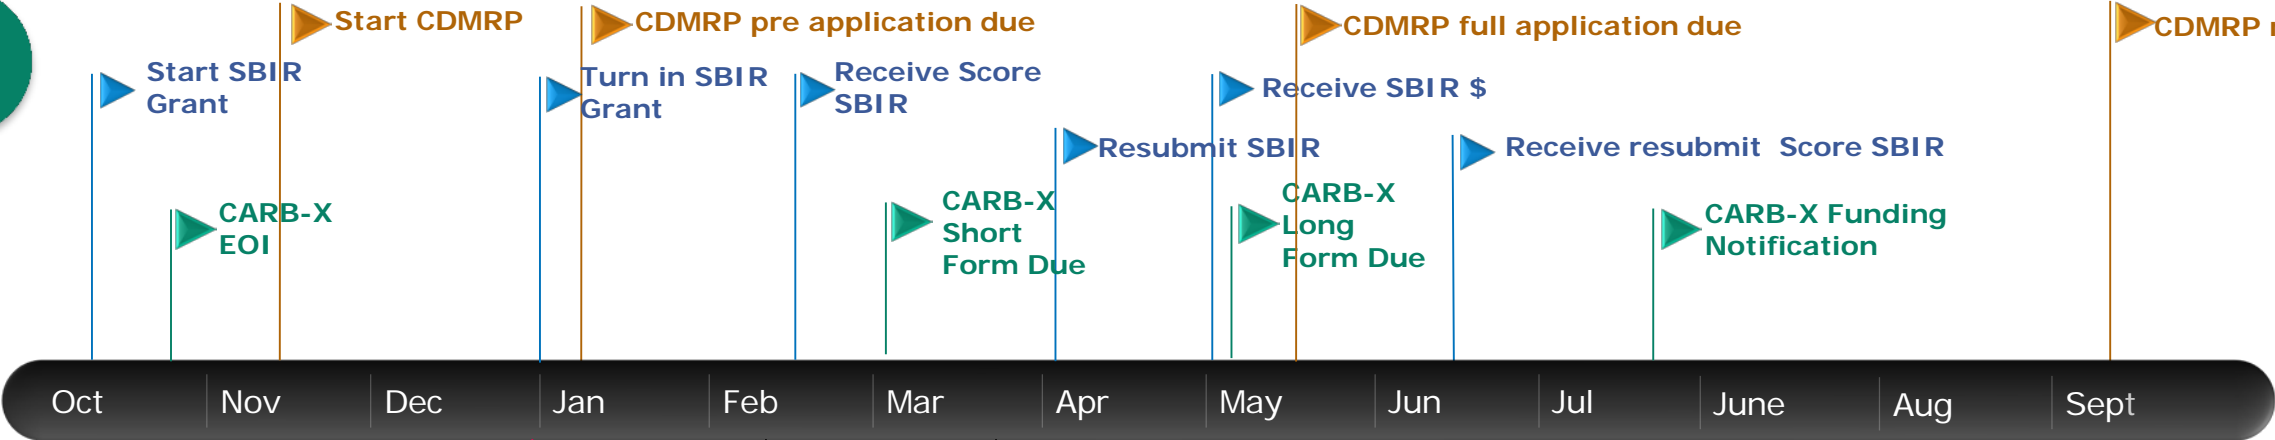 Start CDMRP
CDMRP pre application due
CDMRP full application due
CDMRP
Start SBIR
Grant
Turn in SBIR
Grant
Receive Score
SBIR
Receive SBIR $
Resubmit SBIR
Receive resubmit  Score SBIR
CARB-X
EOI
CARB-X
Short
Form Due
CARB-X
Long
Form Due
CARB-X Funding
Notification
Oct Nov Dec Jan Feb Mar Apr May Jun Jul June Aug Sept